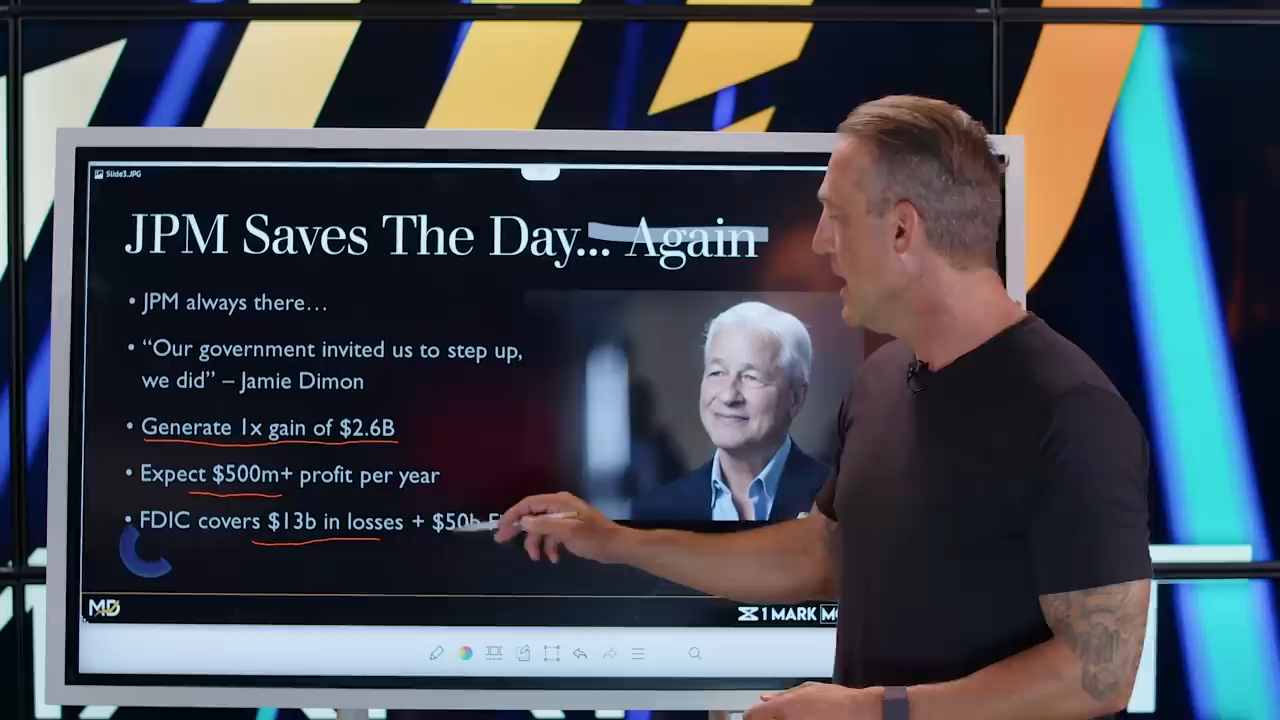 Slide3.JPG
JPM Saves The Day... Again
• JPM always there…
• “Our government invited us to step up,
we did” – Jamie Dimon
• Generate 1x gain of $2.6B
• Expect $500m+ profit per year
• FDIC covers $13b in losses + $50b
MD
1 MARK